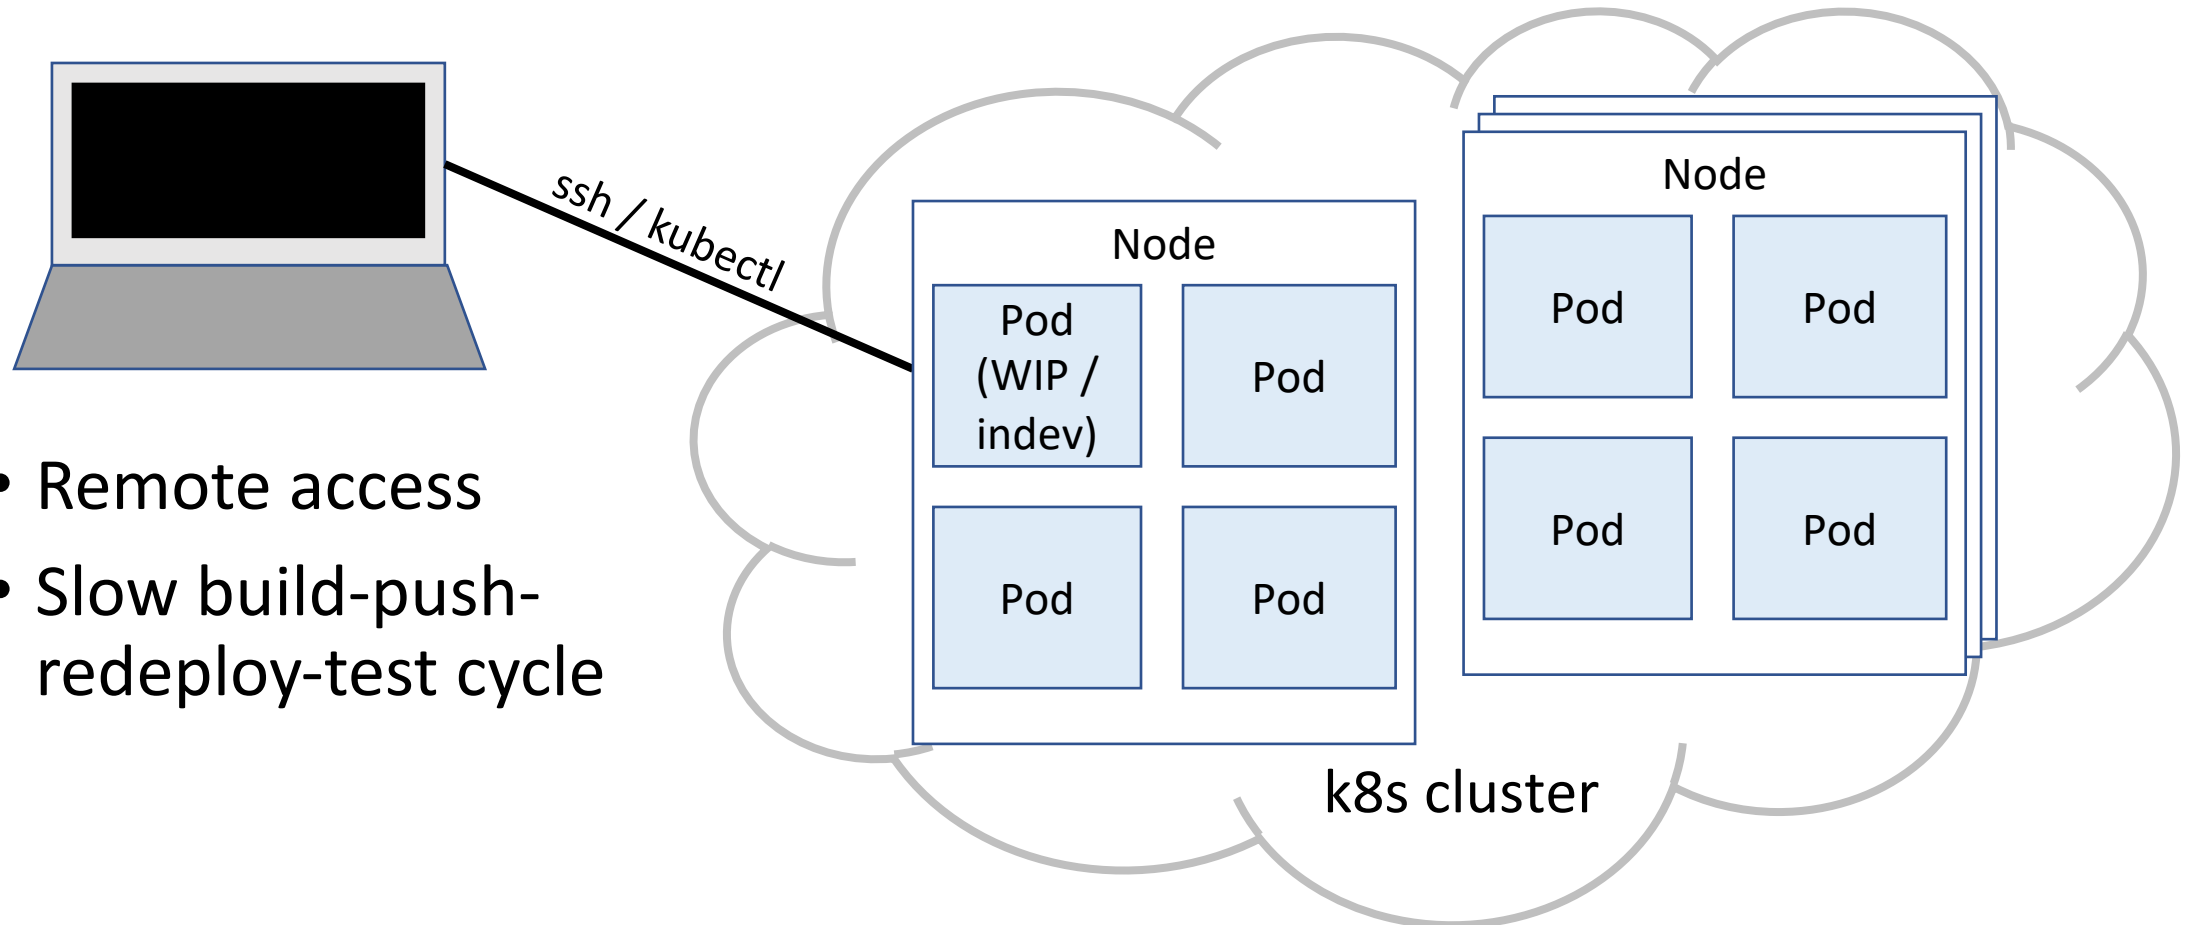 ssh / kubectl
Node
Pod
(WIP /
indev)
Pod
Pod
Pod
Node
Pod
Pod
Pod
Pod
k8s cluster
• Remote access
• Slow build-push-
redeploy-test cycle